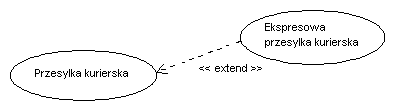 Ekspresowa
przesylka kurierska
Przesylka kurierska
<< extend >>